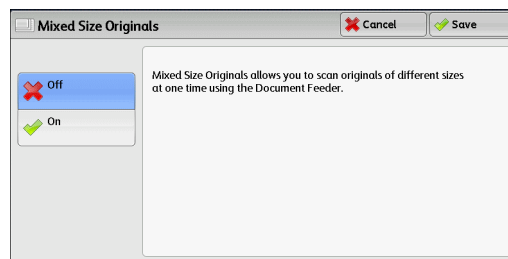 Mixed Size Originals
Cancel
Save
Off
On
Mixed Size Originals allows you to scan originals of different sizes
at one time using the Document Feeder.